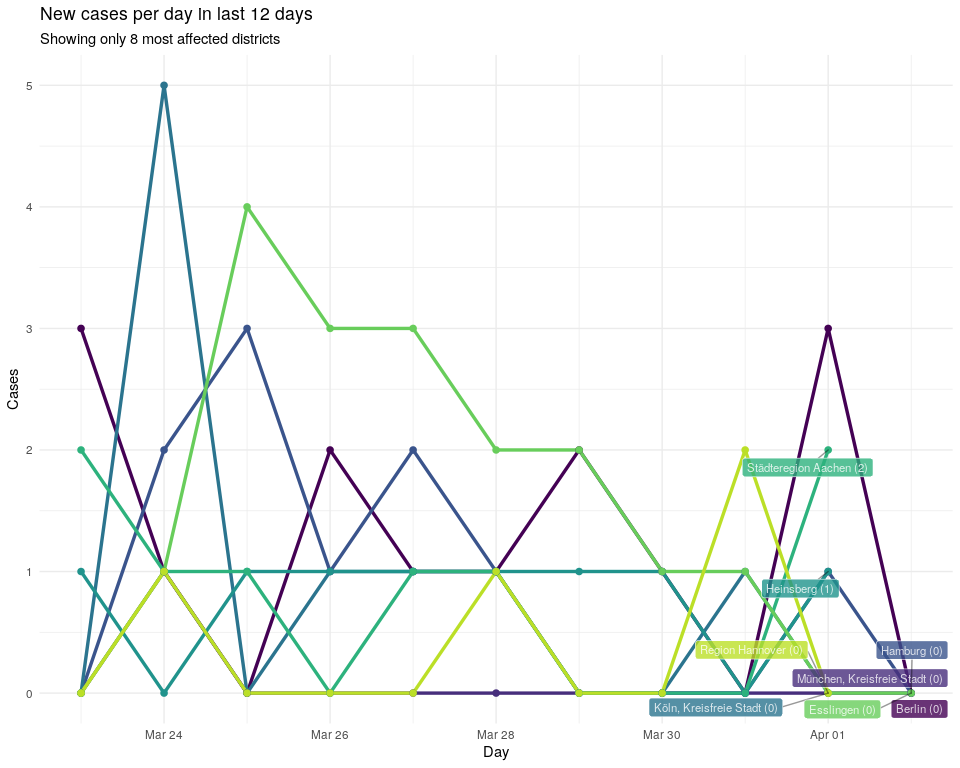 New cases per day in last 12 days
Showing only 8 most affected districts
Cases
5
4
3
2
1
0
Städteregion Aachen (2)
Heinsberg (1)
Region Hannover (0)
Hamburg (0)
München, Kreisfreie Stadt (0)
Köln, Kreisfreie Stadt (0)
Esslingen (0)
Berlin (0)
Mar 24
Mar 26
Mar 28
Mar 30
Apr 01
Day